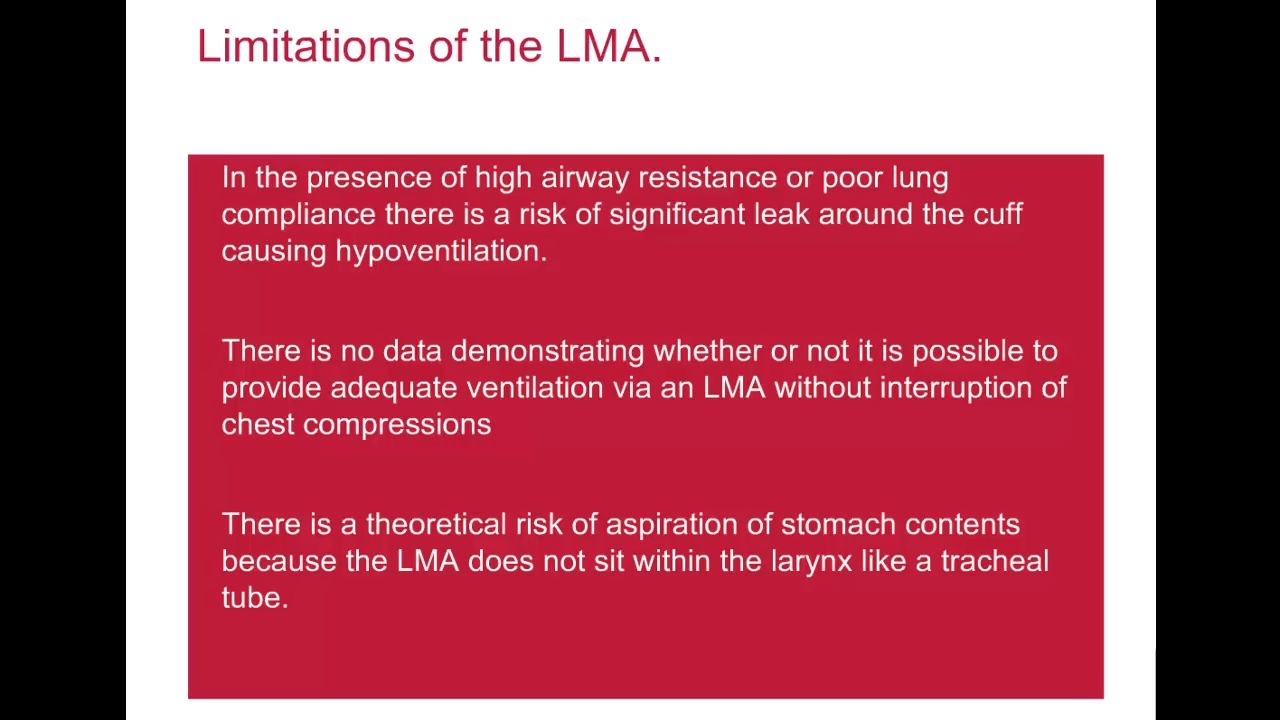 Limitations of the LMA.
In the presence of high airway resistance or poor lung
compliance there is a risk of significant leak around the cuff
causing hypoventilation.
There is no data demonstrating whether or not it is possible to
provide adequate ventilation via an LMA without interruption of
chest compressions
There is a theoretical risk of aspiration of stomach contents
because the LMA does not sit within the larynx like a tracheal
tube.